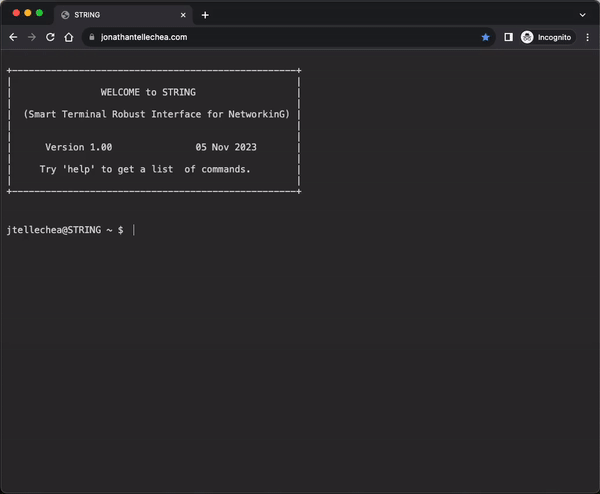 STRING
jonathantellechea.com
Incognito
WELCOME to STRING
(Smart Terminal Robust Interface for NetworkinG)
Version 1.00 05 Nov 2023
Try 'help' to get a list of commands.
jtellechea@STRING ~ $